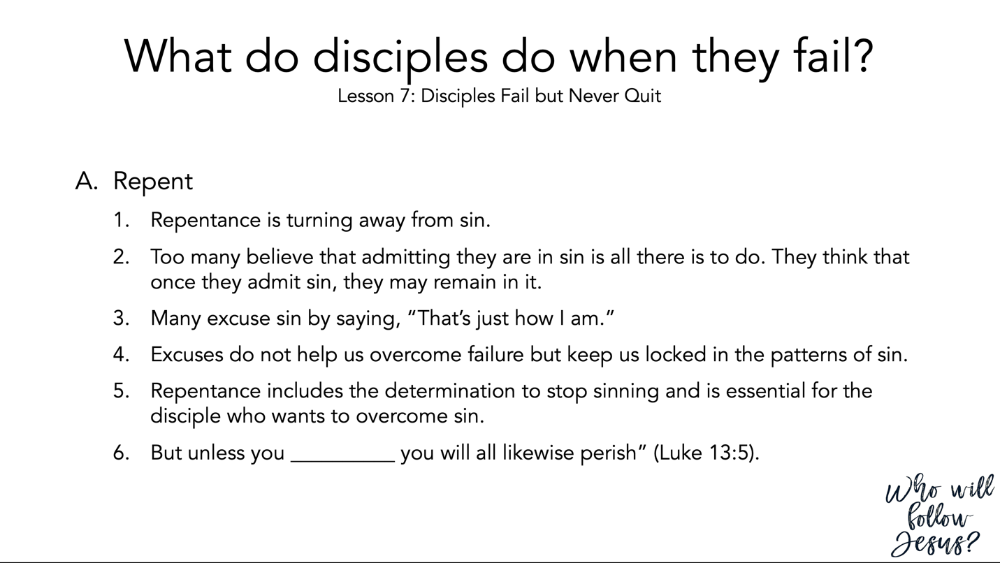 What do disciples do when they fail?
Lesson 7: Disciples Fail but Never Quit
A. Repent
1. Repentance is turning away from sin.
2. Too many believe that admitting they are in sin is all there is to do. They think that
once they admit sin, they may remain in it.
3. Many excuse sin by saying, “That’s just how I am.”
4. Excuses do not help us overcome failure but keep us locked in the patterns of sin.
5. Repentance includes the determination to stop sinning and is essential for the
disciple who wants to overcome sin.
6. But unless you __________ you will all likewise perish” (Luke 13:5).
Who will
follow
Jesus?